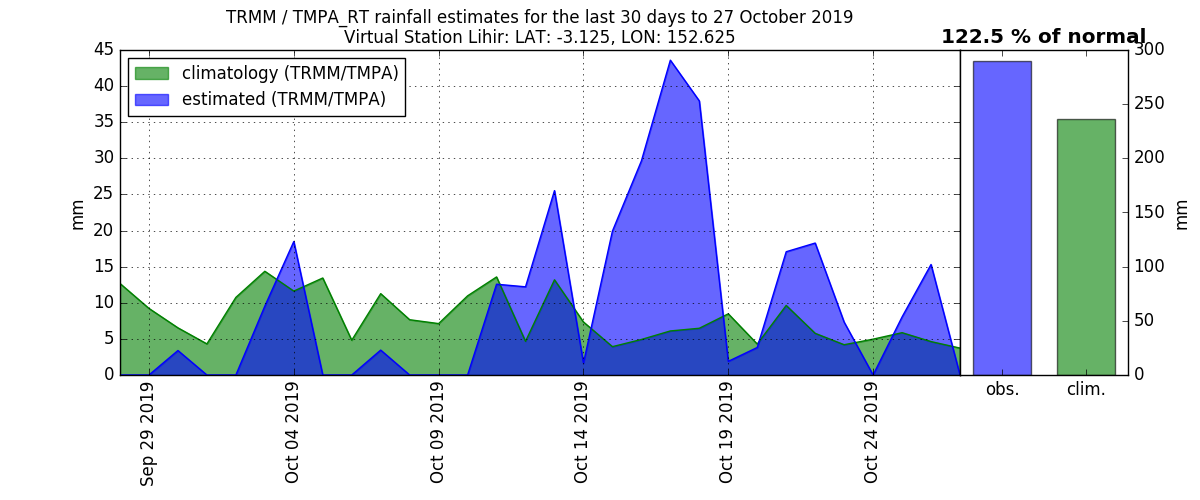 TRMM / TMPA_RT rainfall estimates for the last 30 days to 27 October 2019
Virtual Station Lihir: LAT: -3.125, LON: 152.625
122.5 % of normal
climatology (TRMM/TMPA)
estimated (TRMM/TMPA)
mm
45
40
35
30
25
20
15
10
5
0
Sep 29 2019
Oct 04 2019
Oct 09 2019
Oct 14 2019
Oct 19 2019
Oct 24 2019
obs.
clim.
300
250
200
150
100
50
0
mm